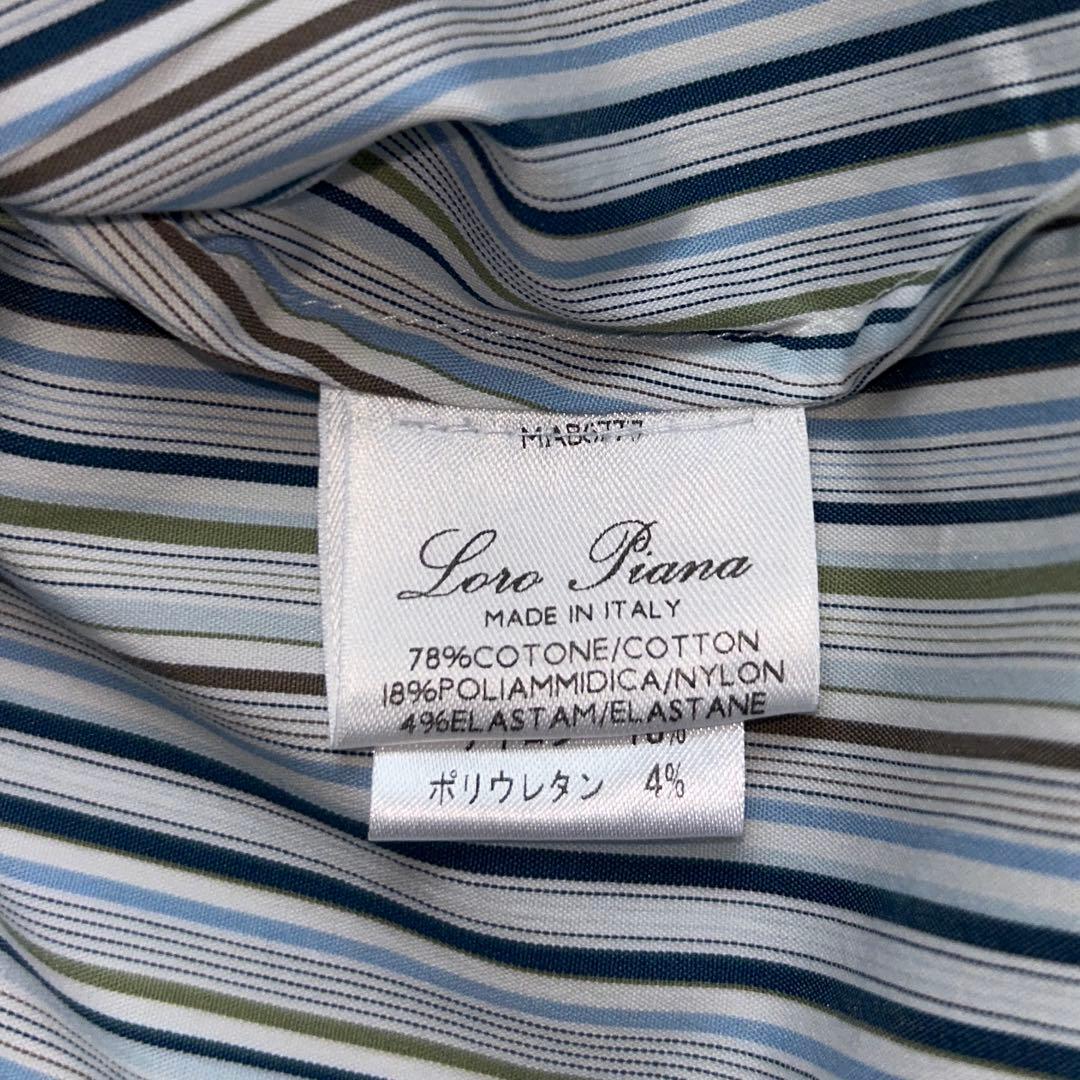 Loro Piana
MADE IN ITALY
78%COTONE/COTTON
18%POLIAMMIDICA/NYLON
4%ELASTAM/ELASTANE
ポリウレタン 4%